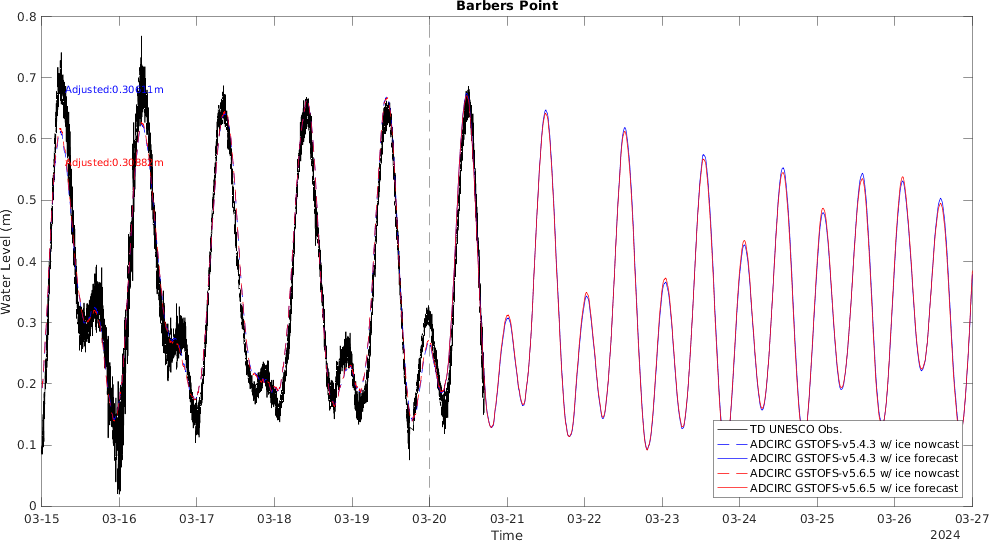 Barbers Point
0.8
0.7
0.6
0.5
0.4
0.3
0.2
0.1
0
Water Level (m)
Adjusted:0.30611m
Adjusted:0.30882m
TD UNESCO Obs.
ADCIRC GSTOFS-v5.4.3 w/ ice nowcast
ADCIRC GSTOFS-v5.4.3 w/ ice forecast
ADCIRC GSTOFS-v5.6.5 w/ ice nowcast
ADCIRC GSTOFS-v5.6.5 w/ ice forecast
03-15 03-16 03-17 03-18 03-19 03-20 03-21 03-22 03-23 03-24 03-25 03-26 03-27
Time
2024